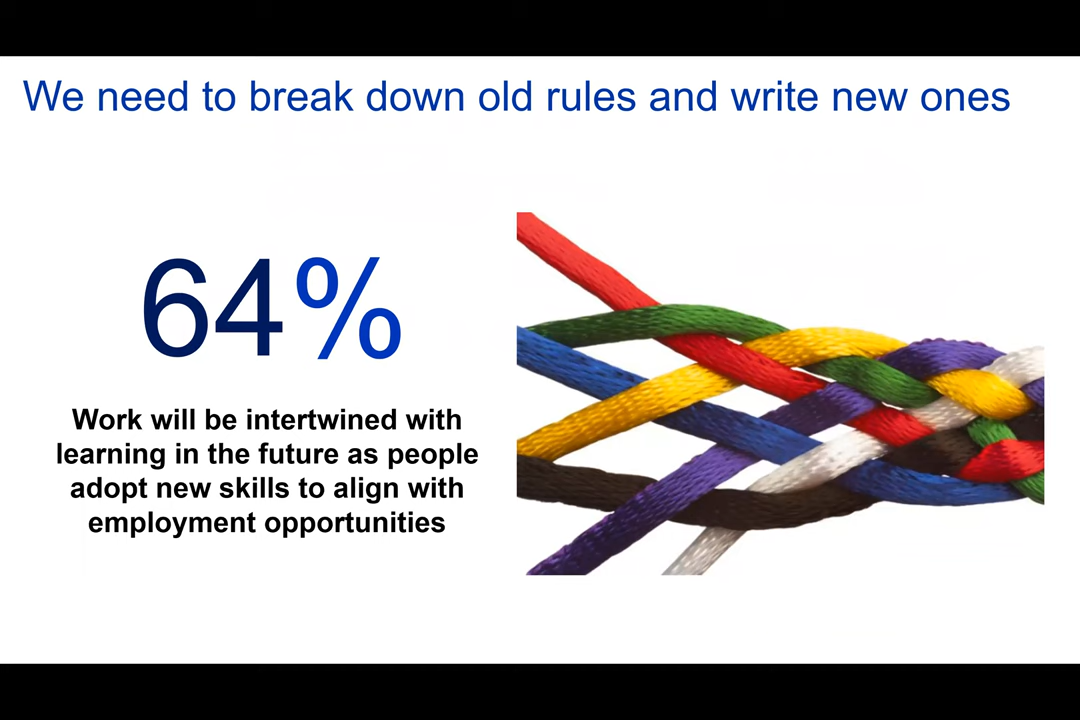 We need to break down old rules and write new ones
64%
Work will be intertwined with
learning in the future as people
adopt new skills to align with
employment opportunities